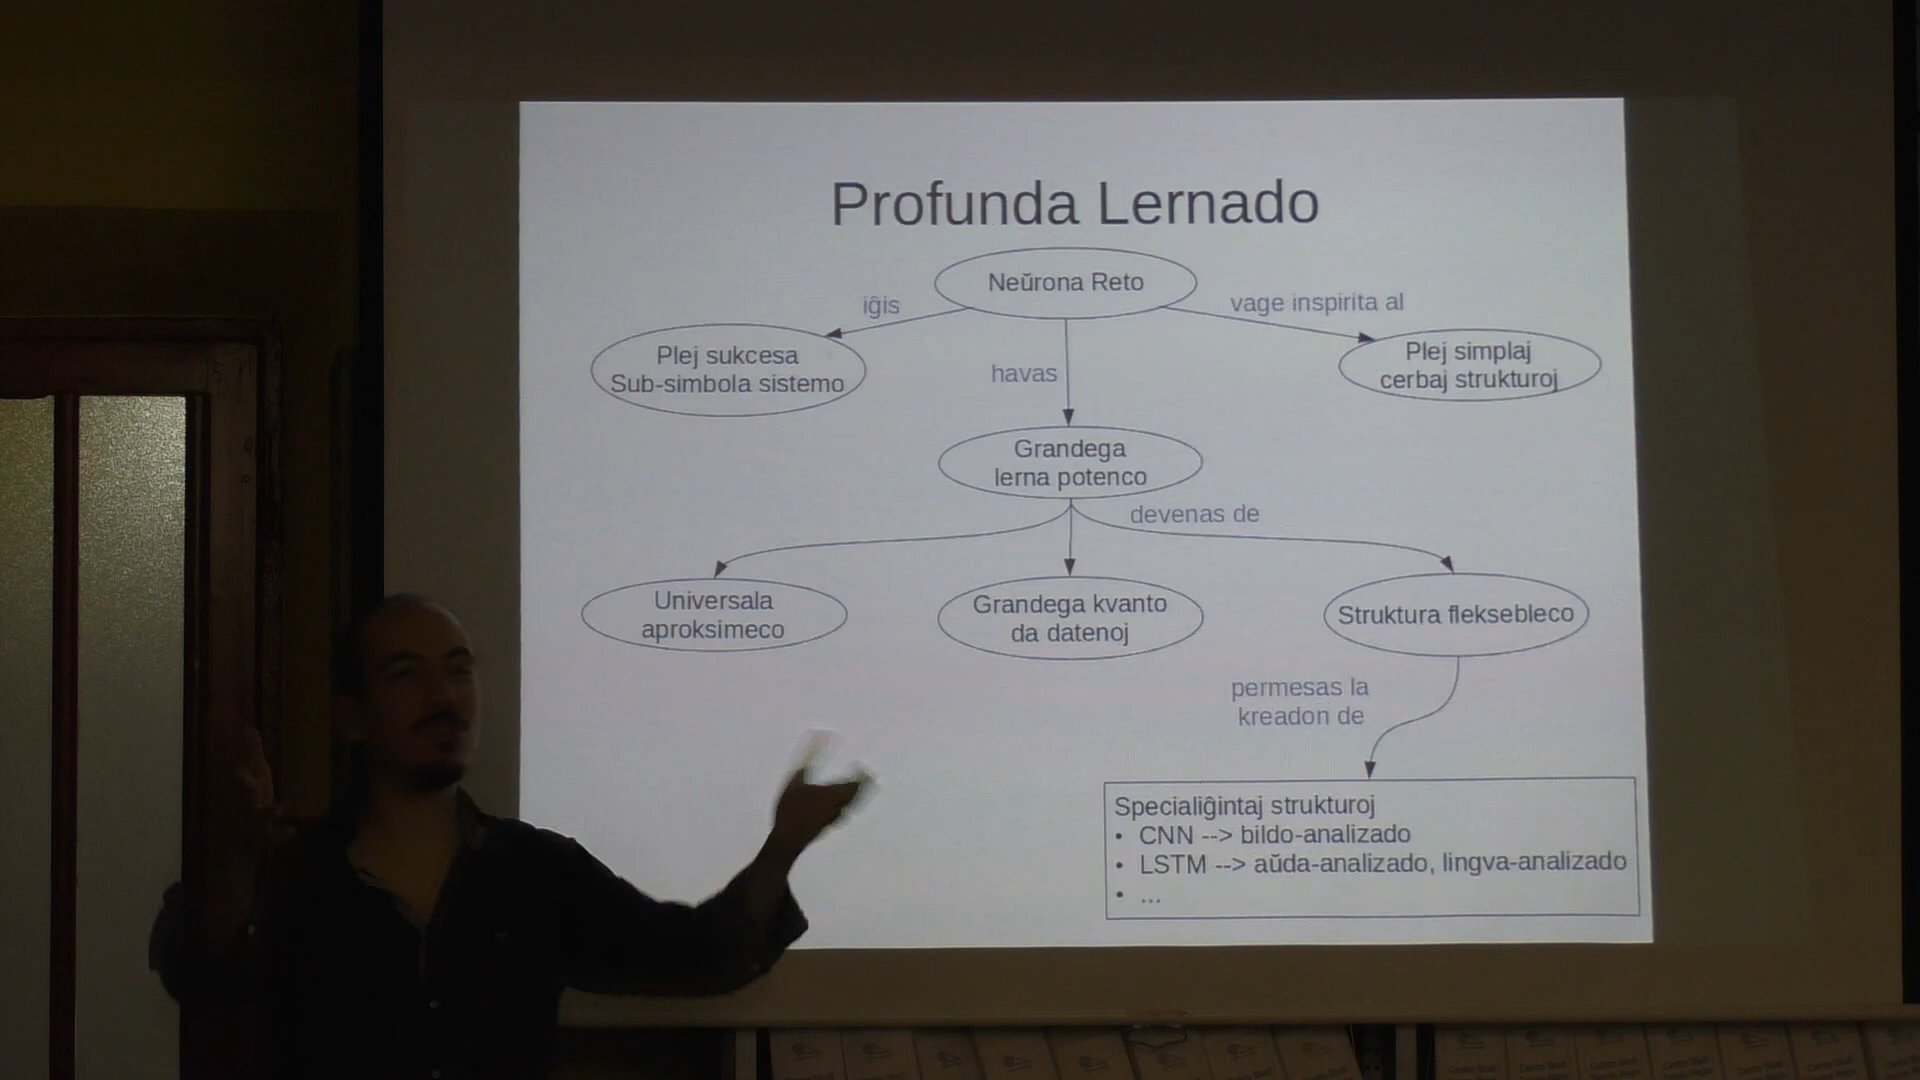 Profunda Lernado
Neŭrona Reto
iĝis
vage inspirita al
Plej sukcesa
Sub-simbola sistemo
havas
Plej simplaj
cerbaj strukturoj
Grandega
lerna potenco
devenas de
Universala
aproksimeco
Grandega kvanto
da datenoj
Struktura fleksebleco
permesas la
kreadon de
Specialiĝintaj strukturoj
• CNN --> bildo-analizado
• LSTM --> aŭda-analizado, lingva-analizado
• ...